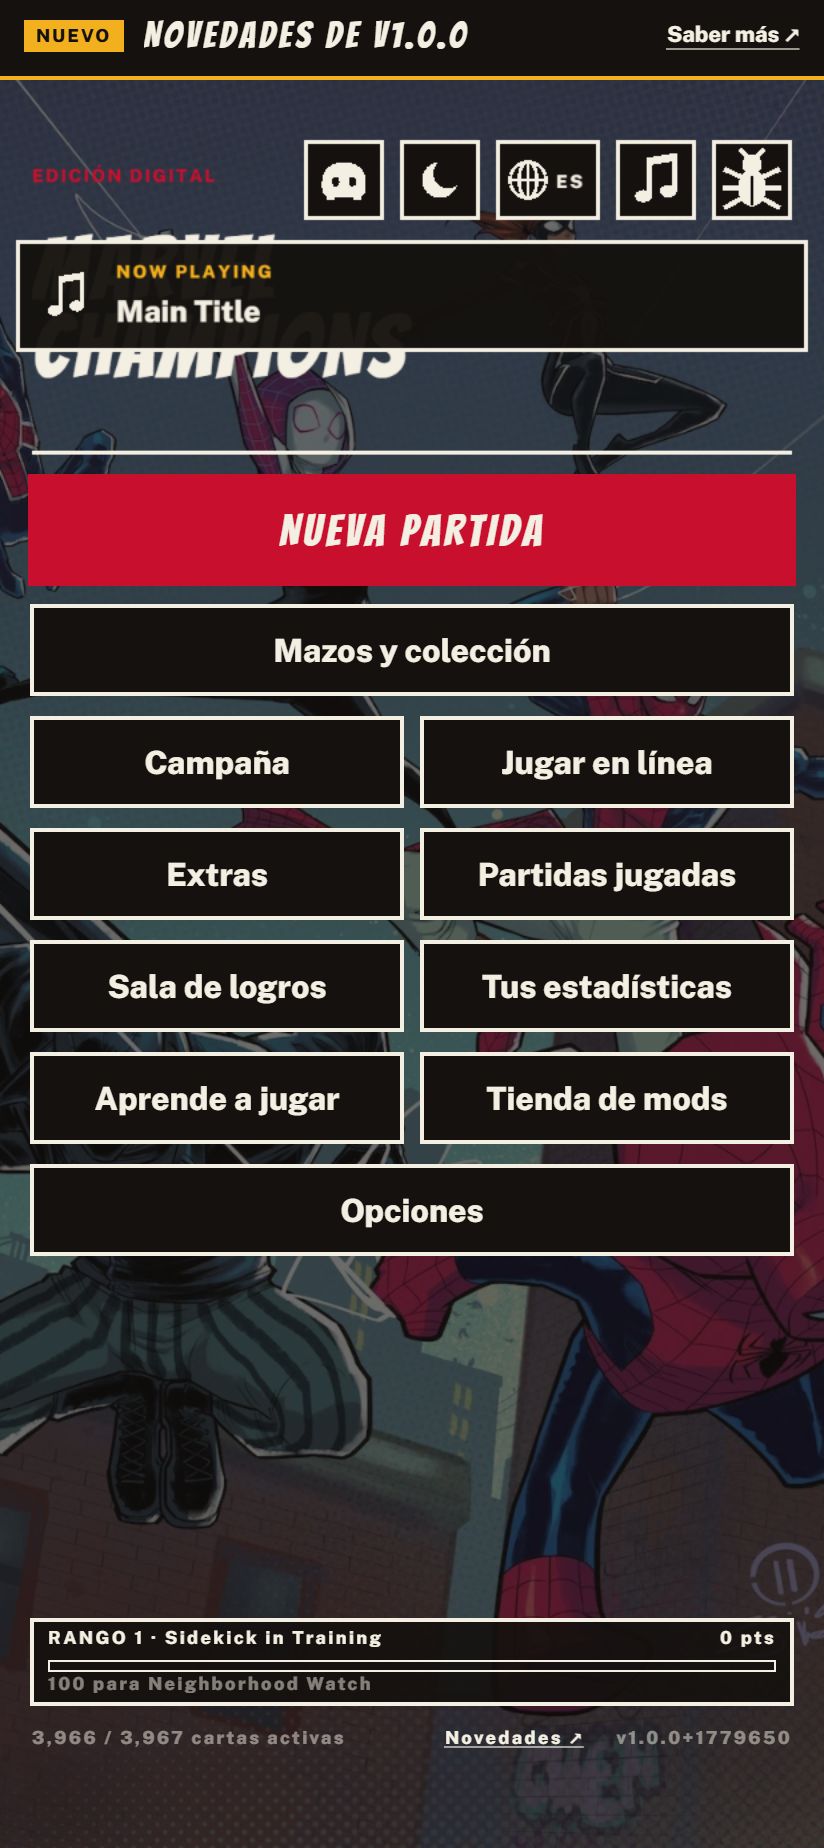 NUEVO NOVEDADES DE V1.0.0 Saber más ↗
EDICIÓN DIGITAL
ES
MARVEL
NOW PLAYING
Main Title
CHAMPIONS
NUEVA PARTIDA
Mazos y colección
Campaña
Jugar en línea
Extras
Partidas jugadas
Sala de logros
Tus estadísticas
Aprende a jugar
Tienda de mods
Opciones
RANGO 1 · Sidekick in Training 0 pts
100 para Neighborhood Watch
3,966 / 3,967 cartas activas Novedades ↗ v1.0.0+1779650